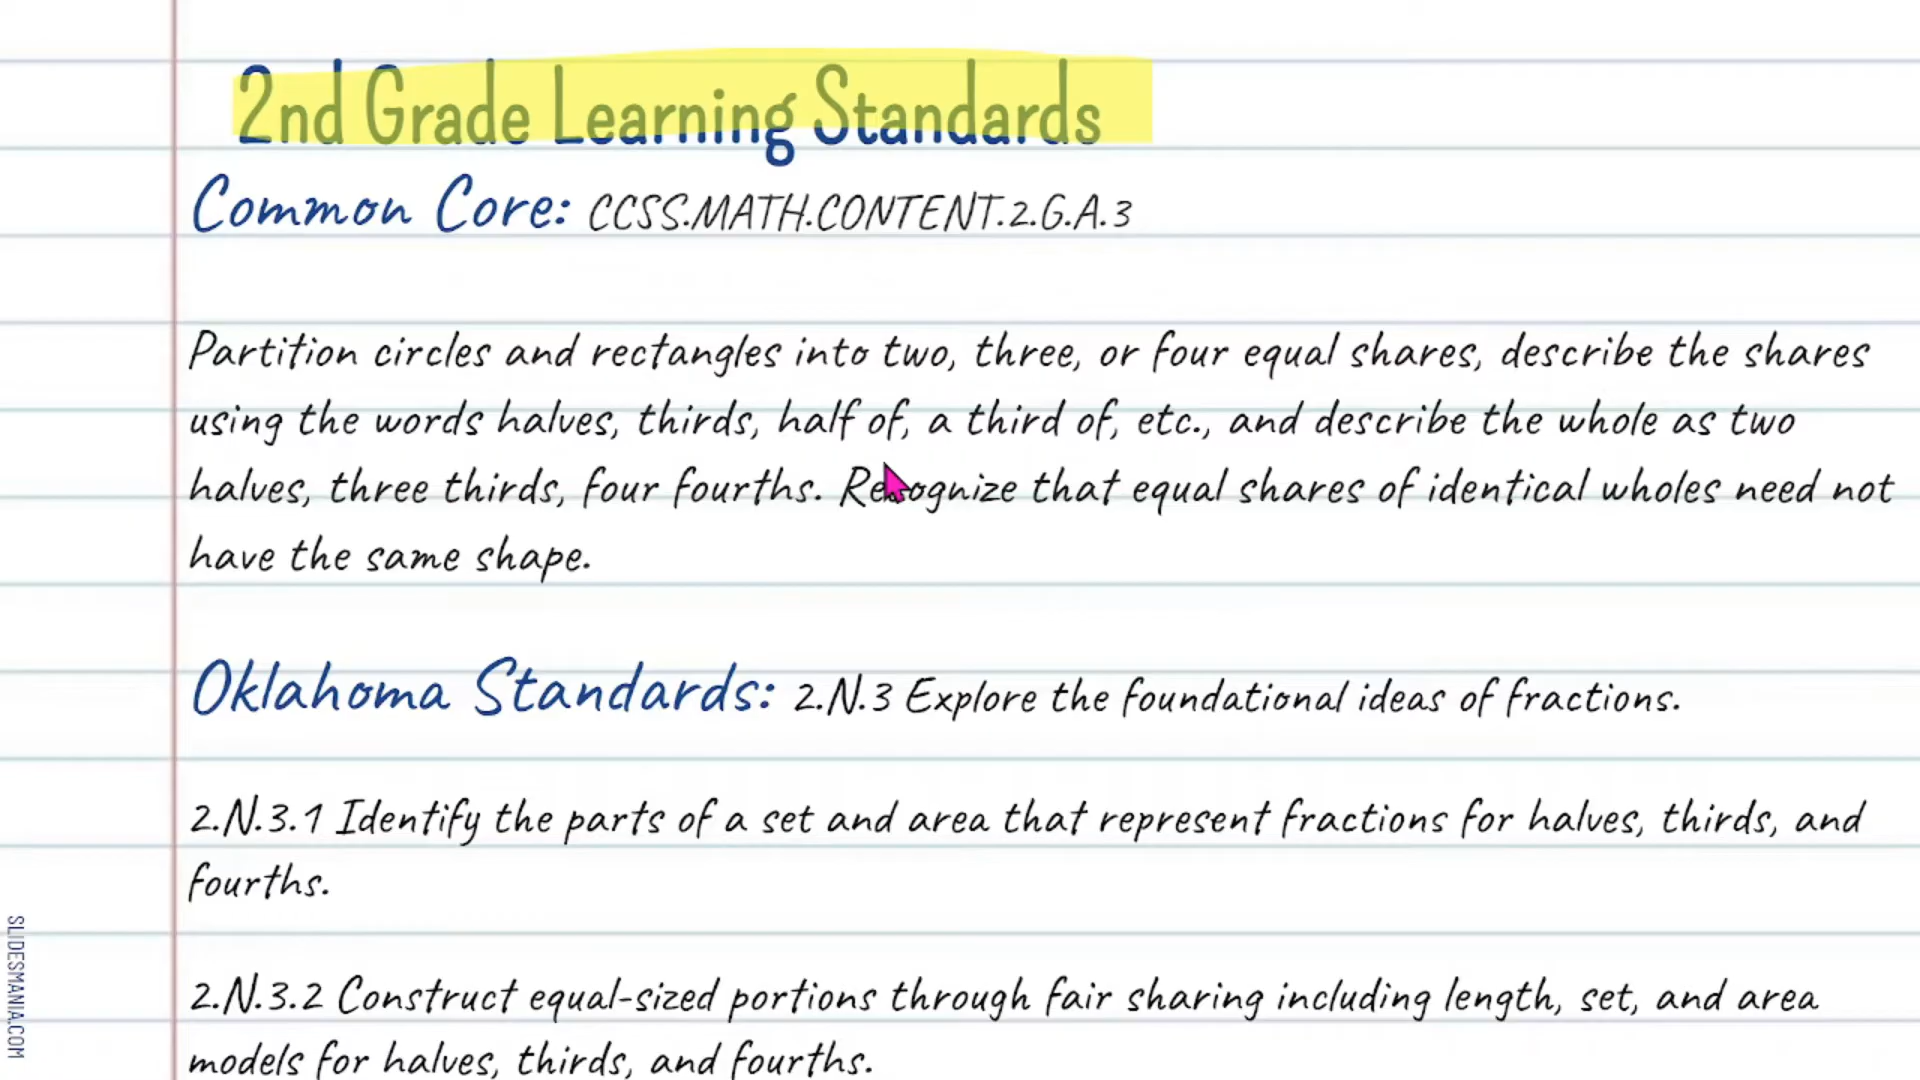 2nd Grade Learning Standards
Common Core: CCSS.MATH.CONTENT.2.G.A.3
Partition circles and rectangles into two, three, or four equal shares, describe the shares
using the words halves, thirds, half of, a third of, etc., and describe the whole as two
halves, three thirds, four fourths. Recognize that equal shares of identical wholes need not
have the same shape.
Oklahoma Standards: 2.N.3 Explore the foundational ideas of fractions.
2.N.3.1 Identify the parts of a set and area that represent fractions for halves, thirds, and
fourths.
2.N.3.2 Construct equal-sized portions through fair sharing including length, set, and area
models for halves, thirds, and fourths.
SLIDESMANIA.COM